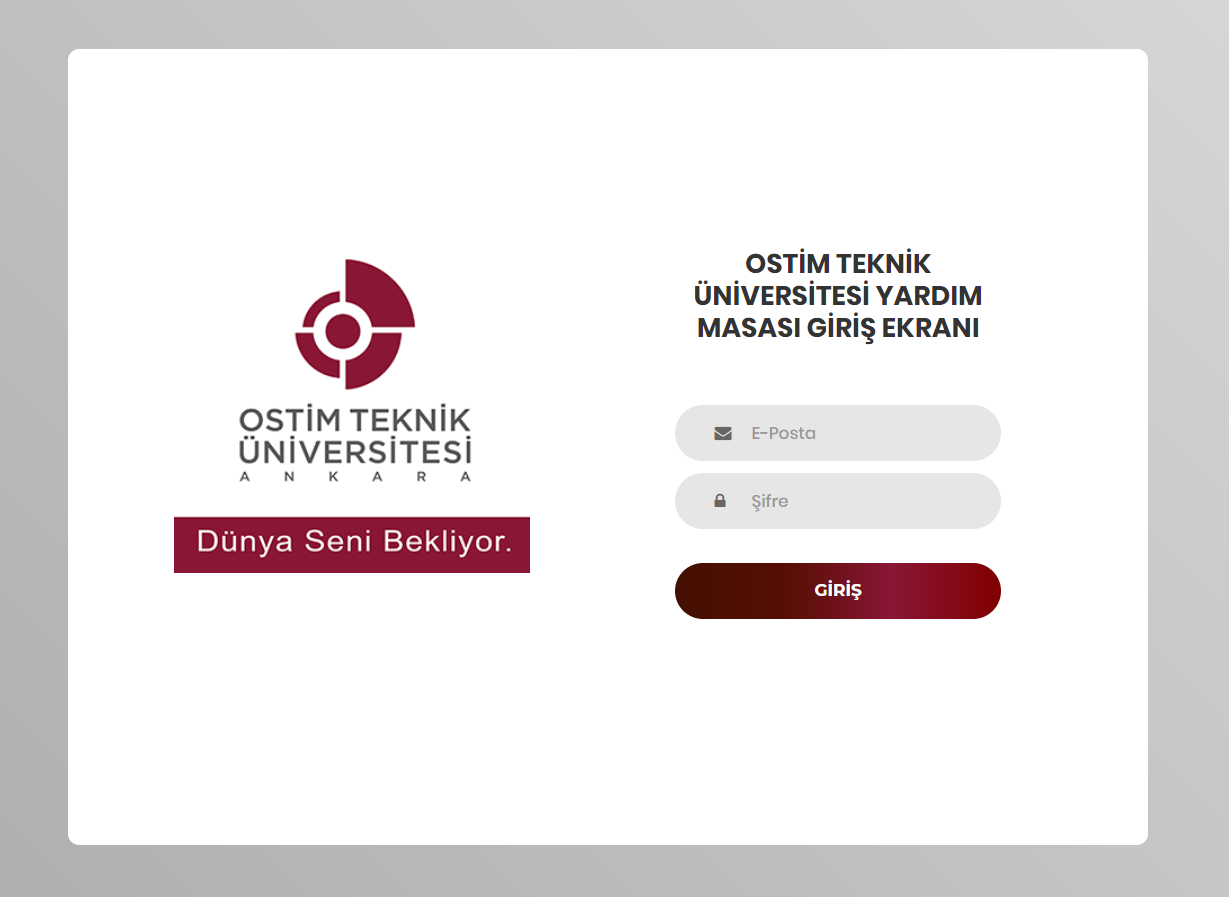 OSTİM TEKNİK
ÜNİVERSİTESİ
ANKARA
Dünya Seni Bekliyor.
OSTİM TEKNİK
ÜNİVERSİTESİ YARDIM
MASASI GİRİŞ EKRANI
E-Posta
Şifre
GİRİŞ